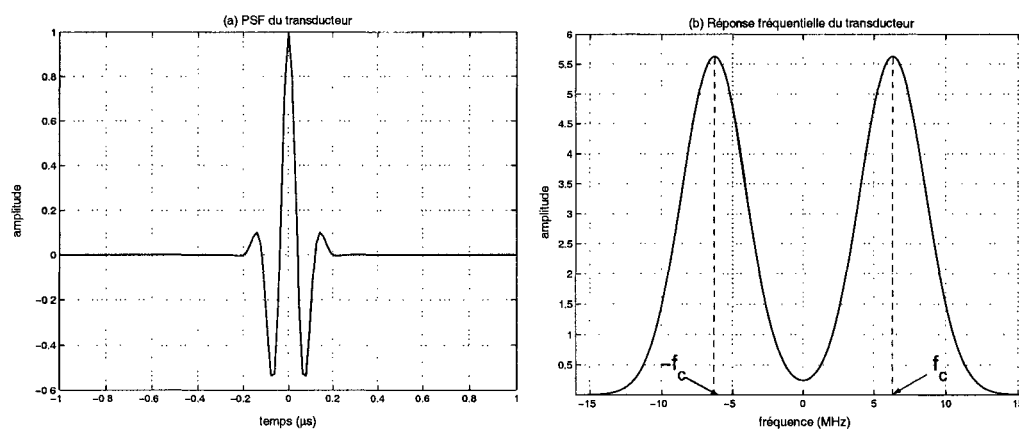 (a) PSF du transducteur
1
0.8
0.6
0.4
0.2
0
−0.2
−0.4
−0.6
amplitude
−1 −0.8 −0.6 −0.4 −0.2 0 0.2 0.4 0.6 0.8 1
temps (μs)
(b) Réponse fréquentielle du transducteur
6
5.5
5
4.5
4
3.5
3
2.5
2
1.5
1
0.5
amplitude
−f_c
f_c
−15 −10 −5 0 5 10 15
fréquence (MHz)